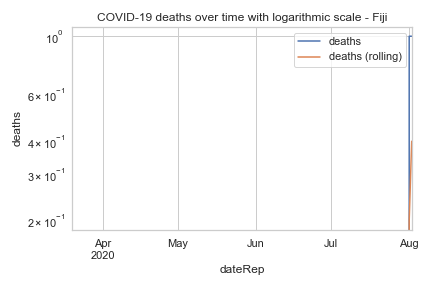 COVID-19 deaths over time with logarithmic scale - Fiji
deaths
deaths (rolling)
10⁰
6 × 10⁻¹
4 × 10⁻¹
3 × 10⁻¹
2 × 10⁻¹
deaths
Apr May Jun Jul Aug
2020
dateRep